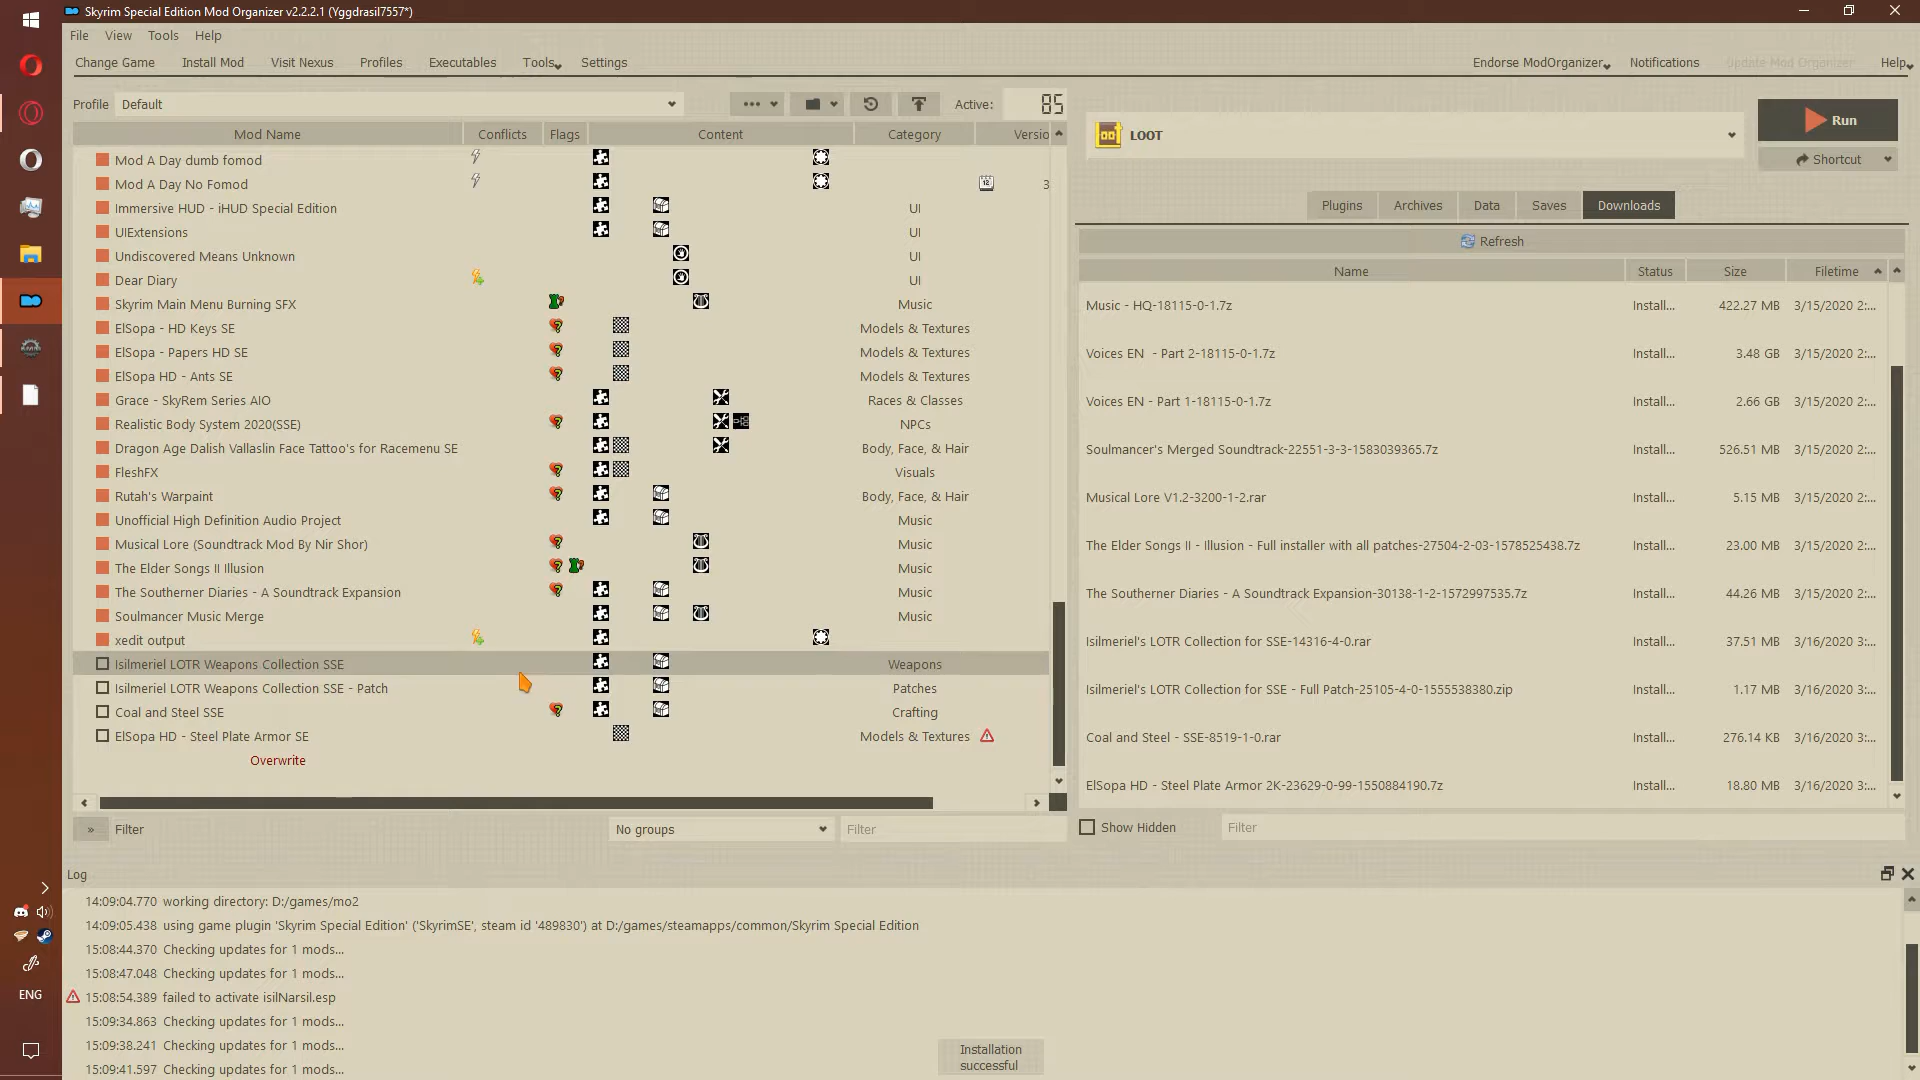 Skyrim Special Edition Mod Organizer v2.2.2.1 (Yggdrasil7557*)
File View Tools Help
Change Game Install Mod Visit Nexus Profiles Executables Tools Settings Endorse ModOrganizer Notifications Update Mod Organizer Help
Profile Default Active: 85
Mod Name Conflicts Flags Content Category Versio
Mod A Day dumb fomod
Mod A Day No Fomod 3
Immersive HUD - iHUD Special Edition UI
UIExtensions UI
Undiscovered Means Unknown UI
Dear Diary UI
Skyrim Main Menu Burning SFX Music
ElSopa - HD Keys SE Models & Textures
ElSopa - Papers HD SE Models & Textures
ElSopa HD - Ants SE Models & Textures
Grace - SkyRem Series AIO Races & Classes
Realistic Body System 2020(SSE) NPCs
Dragon Age Dalish Vallaslin Face Tattoo's for Racemenu SE Body, Face, & Hair
FleshFX Visuals
Rutah's Warpaint Body, Face, & Hair
Unofficial High Definition Audio Project Music
Musical Lore (Soundtrack Mod By Nir Shor) Music
The Elder Songs II Illusion Music
The Southerner Diaries - A Soundtrack Expansion Music
Soulmancer Music Merge Music
xedit output
Isilmeriel LOTR Weapons Collection SSE Weapons
Isilmeriel LOTR Weapons Collection SSE - Patch Patches
Coal and Steel SSE Crafting
ElSopa HD - Steel Plate Armor SE Models & Textures
Overwrite
» Filter No groups Filter
LOOT
Run
Shortcut
Plugins Archives Data Saves Downloads
Refresh
Name Status Size Filetime
Music - HQ-18115-0-1.7z Install... 422.27 MB 3/15/2020 2:...
Voices EN - Part 2-18115-0-1.7z Install... 3.48 GB 3/15/2020 2:...
Voices EN - Part 1-18115-0-1.7z Install... 2.66 GB 3/15/2020 2:...
Soulmancer's Merged Soundtrack-22551-3-3-1583039365.7z Install... 526.51 MB 3/15/2020 2:...
Musical Lore V1.2-3200-1-2.rar Install... 5.15 MB 3/15/2020 2:...
The Elder Songs II - Illusion - Full installer with all patches-27504-2-03-1578525438.7z Install... 23.00 MB 3/15/2020 2:...
The Southerner Diaries - A Soundtrack Expansion-30138-1-2-1572997535.7z Install... 44.26 MB 3/15/2020 2:...
Isilmeriel's LOTR Collection for SSE-14316-4-0.rar Install... 37.51 MB 3/15/2020 2:...
Isilmeriel's LOTR Collection for SSE - Full Patch-25105-4-0-1555538380.zip Install... 1.17 MB 3/16/2020 3:...
Coal and Steel - SSE-8519-1-0.rar Install... 276.14 KB 3/16/2020 3:...
ElSopa HD - Steel Plate Armor 2K-23629-0-99-1550884190.7z Install... 18.80 MB 3/16/2020 3:...
Show Hidden Filter
Log
14:09:04.770 working directory: D:/games/mo2
14:09:05.438 using game plugin 'Skyrim Special Edition' ('SkyrimSE', steam id '489830') at D:/games/steamapps/common/Skyrim Special Edition
15:08:44.370 Checking updates for 1 mods...
15:08:47.048 Checking updates for 1 mods...
15:08:54.389 failed to activate isilNarsil.esp
15:09:34.863 Checking updates for 1 mods...
15:09:38.241 Checking updates for 1 mods...
15:09:41.597 Checking updates for 1 mods...
Installation
successful
ENG